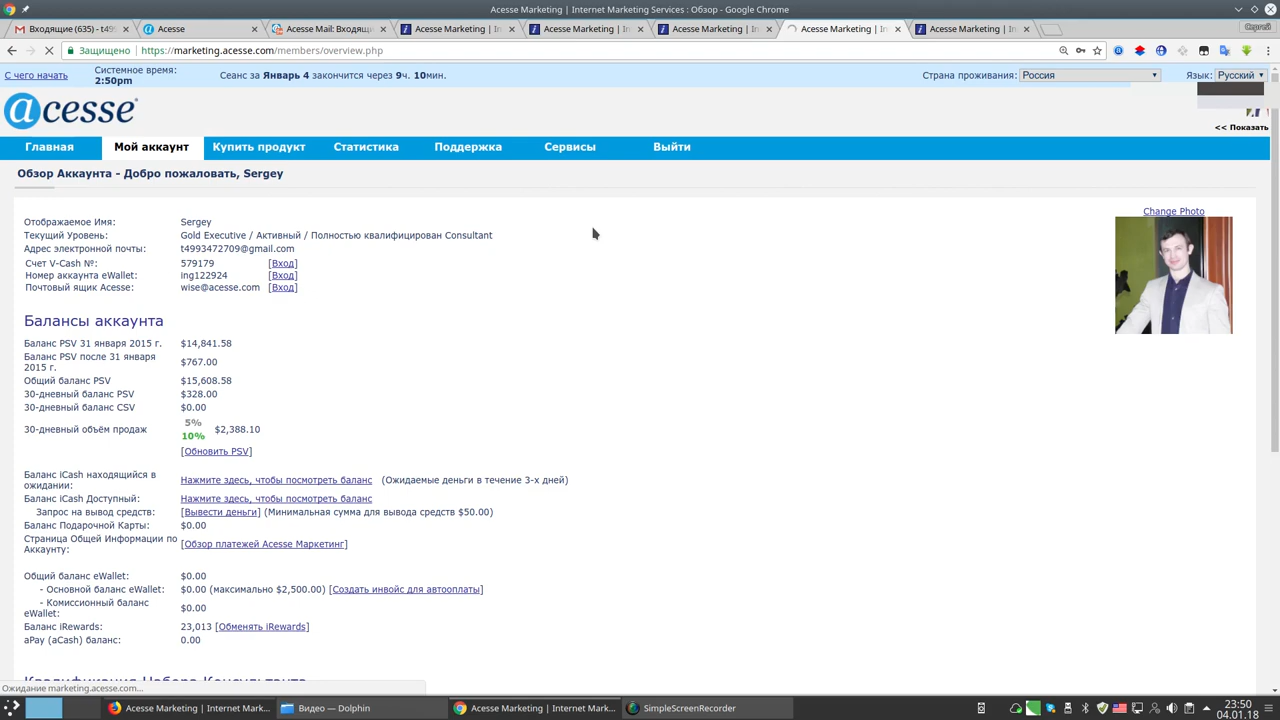 Acesse Marketing | Internet Marketing Services : Обзор - Google Chrome
Входящие (635) - t49
Acesse
Acesse Mail: Входящи
Acesse Marketing | In
Acesse Marketing | In
Acesse Marketing | In
Acesse Marketing | In
Acesse Marketing | In
Сергей
Защищено
https://marketing.acesse.com/members/overview.php
С чего начать
Системное время:
2:50pm
Сеанс за Январь 4 закончится через 9ч. 10мин.
Страна проживания: Россия
Язык: Русский
@cesse
<< Показать
Главная
Мой аккаунт
Купить продукт
Статистика
Поддержка
Сервисы
Выйти
Обзор Аккаунта - Добро пожаловать, Sergey
Change Photo
Отображаемое Имя: Sergey
Текущий Уровень: Gold Executive / Активный / Полностью квалифицирован Consultant
Адрес электронной почты: t4993472709@gmail.com
Счет V-Cash №: 579179 [Вход]
Номер аккаунта eWallet: ing122924 [Вход]
Почтовый ящик Acesse: wise@acesse.com [Вход]
Балансы аккаунта
Баланс PSV 31 января 2015 г. $14,841.58
Баланс PSV после 31 января
2015 г. $767.00
Общий баланс PSV $15,608.58
30-дневный баланс PSV $328.00
30-дневный баланс CSV $0.00
5%
30-дневный объём продаж $2,388.10
10%
[Обновить PSV]
Баланс iCash находящийся в
ожидании: Нажмите здесь, чтобы посмотреть баланс (Ожидаемые деньги в течение 3-х дней)
Баланс iCash Доступный: Нажмите здесь, чтобы посмотреть баланс
Запрос на вывод средств: [Вывести деньги] (Минимальная сумма для вывода средств $50.00)
Баланс Подарочной Карты: $0.00
Страница Общей Информации по
Аккаунту: [Обзор платежей Acesse Маркетинг]
Общий баланс eWallet: $0.00
- Основной баланс eWallet: $0.00 (максимально $2,500.00) [Создать инвойс для автооплаты]
- Комиссионный баланс
eWallet: $0.00
Баланс iRewards: 23,013 [Обменять iRewards]
aPay (aCash) баланс: 0.00
Квалификация Набора Консультанта
Ожидание marketing.acesse.com...
Acesse Marketing | Internet Mark...
Видео — Dolphin
Acesse Marketing | Internet Mark...
SimpleScreenRecorder
23:50
04.01.18